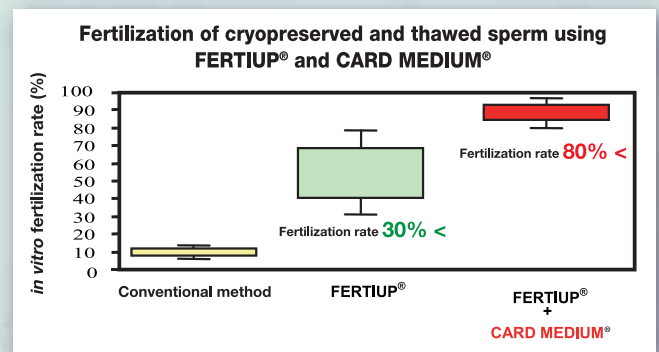 Fertilization of cryopreserved and thawed sperm using
FERTIUP® and CARD MEDIUM®
in vitro fertilization rate (%)
100
90
80
70
60
50
40
30
20
10
0
Fertilization rate 80% <
Fertilization rate 30% <
Conventional method
FERTIUP®
FERTIUP®
+
CARD MEDIUM®